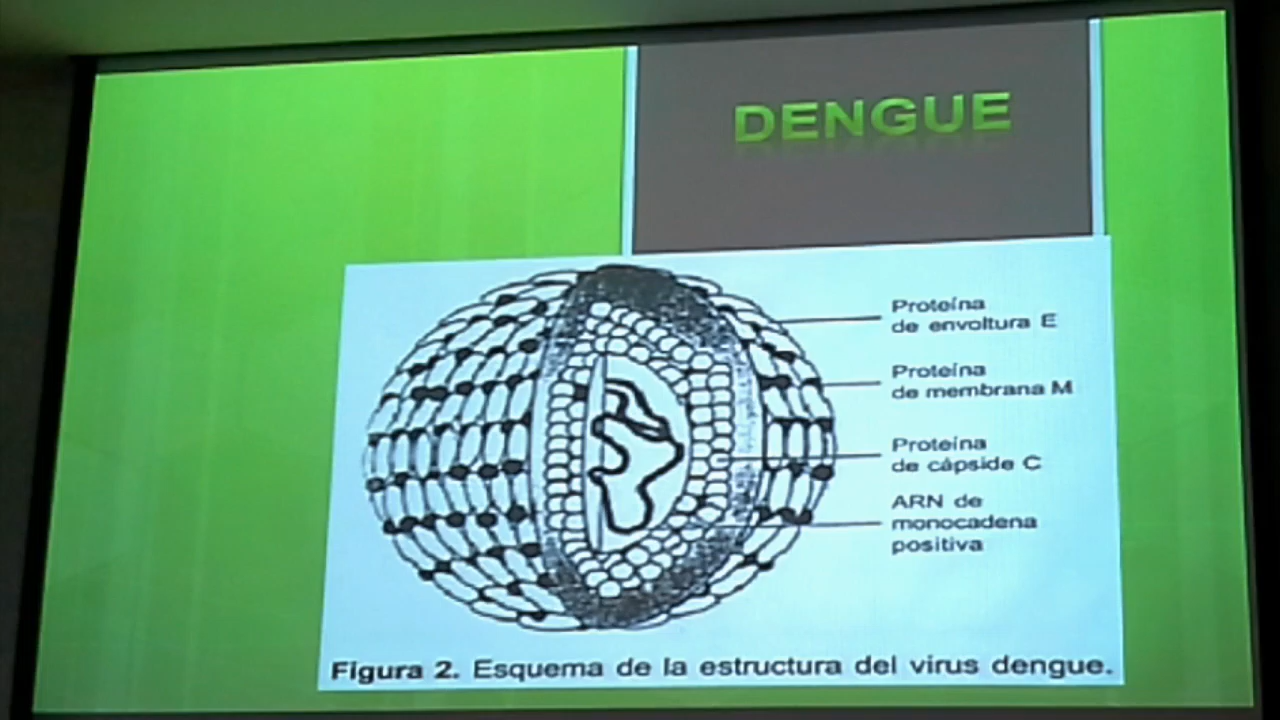 DENGUE
Proteína
de envoltura E
Proteína
de membrana M
Proteína
de cápside C
ARN de
monocadena
positiva
Figura 2. Esquema de la estructura del virus dengue.